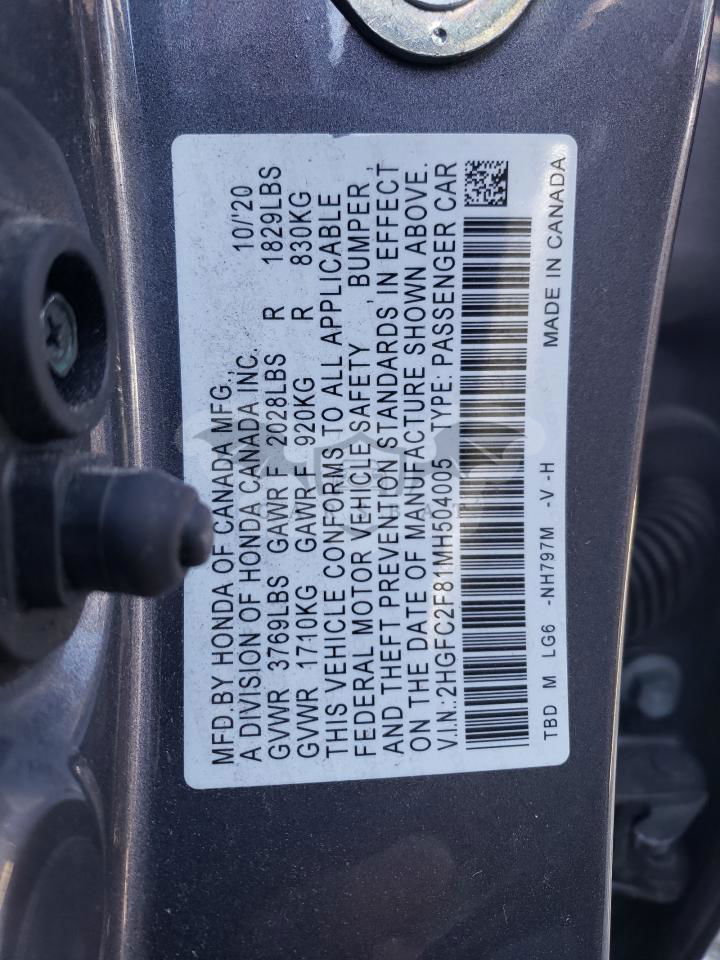 MFD.BY HONDA OF CANADA MFG.,
A DIVISION OF HONDA CANADA INC. 10/'20
GVWR 3769LBS GAWR F 2028LBS R 1829LBS
GVWR 1710KG GAWR F 920KG R 830KG
THIS VEHICLE CONFORMS TO ALL APPLICABLE
FEDERAL MOTOR VEHICLE SAFETY, BUMPER,
AND THEFT PREVENTION STANDARDS IN EFFECT
ON THE DATE OF MANUFACTURE SHOWN ABOVE.
V.I.N.:2HGFC2F81MH504005 TYPE: PASSENGER CAR
TBD M LG6 -NH797M -V -H MADE IN CANADA